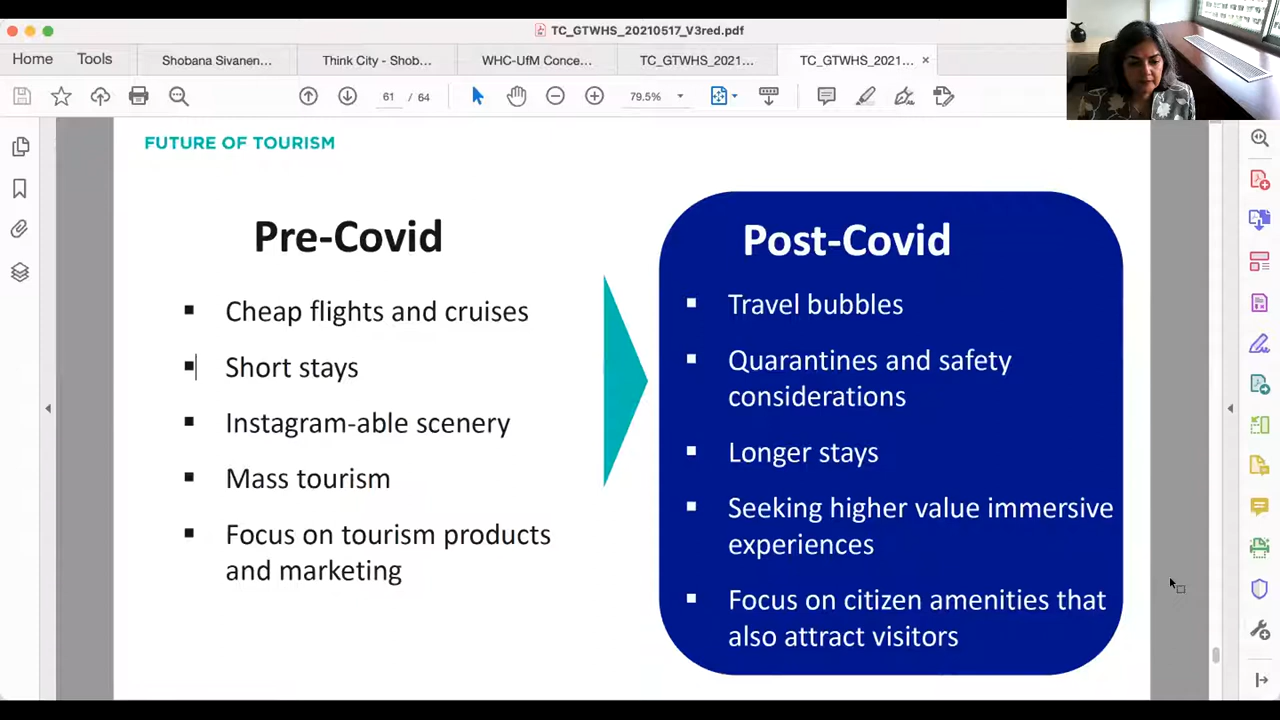 TC_GTWHS_20210517_V3red.pdf
Home
Tools
Shobana Sivanen...
Think City - Shob...
WHC-UfM Conce...
TC_GTWHS_2021...
TC_GTWHS_2021...
×
61 / 64
79.5%
FUTURE OF TOURISM
Pre-Covid
▪ Cheap flights and cruises
▪ Short stays
▪ Instagram-able scenery
▪ Mass tourism
▪ Focus on tourism products
and marketing
Post-Covid
▪ Travel bubbles
▪ Quarantines and safety
considerations
▪ Longer stays
▪ Seeking higher value immersive
experiences
▪ Focus on citizen amenities that
also attract visitors